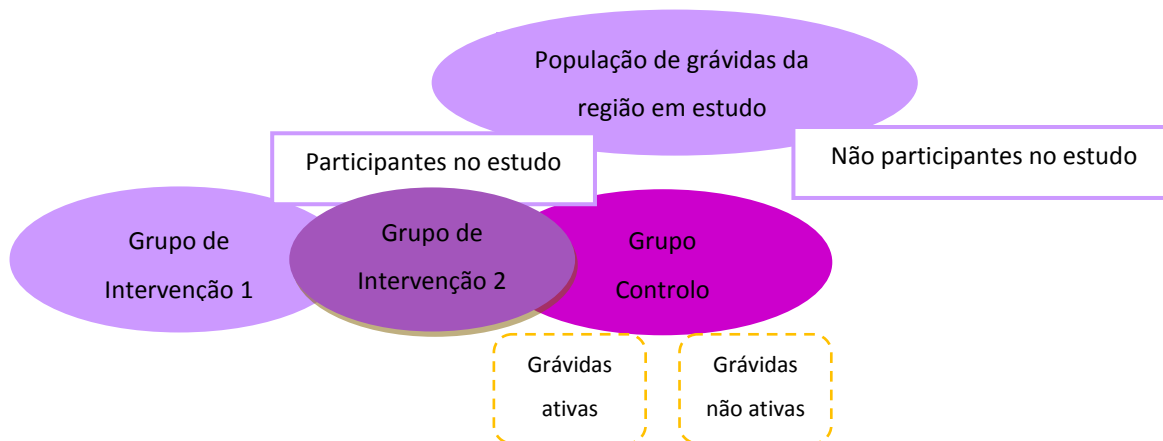 População de grávidas da
região em estudo
Participantes no estudo
Não participantes no estudo
Grupo de
Intervenção 1
Grupo de
Intervenção 2
Grupo
Controlo
Grávidas
ativas
Grávidas
não ativas